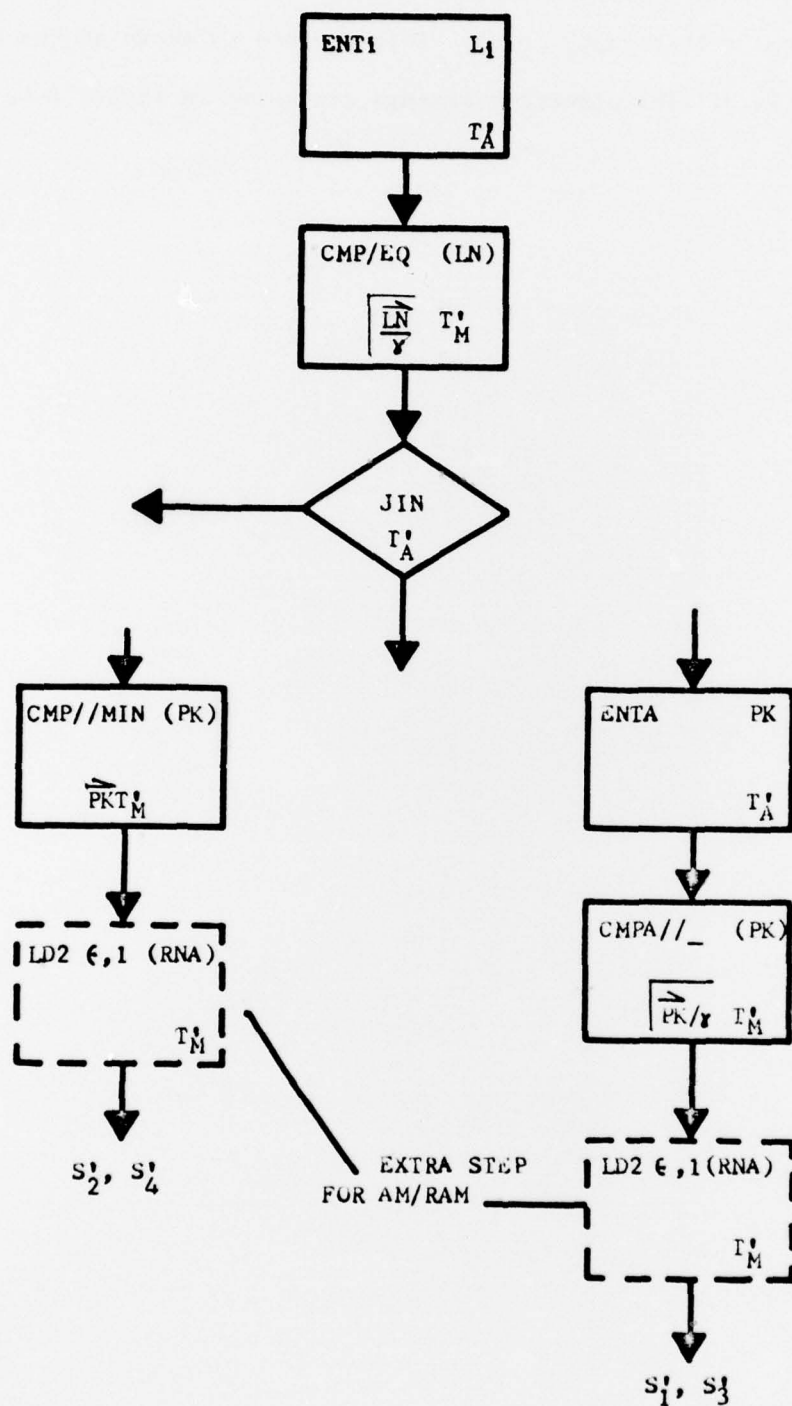 ENT1 L1
T'A
CMP/EQ (LN)
⌈LN/γ⌉ T'M
JIN
T'A
CMP//MIN (PK)
PKT'M
LD2 ϵ,1 (RNA)
T'M
S'2, S'4
ENTA PK
T'A
CMPA//_ (PK)
⌈PK/γ⌉ T'M
LD2 ϵ,1(RNA)
T'M
S'1, S'3
EXTRA STEP
FOR AM/RAM